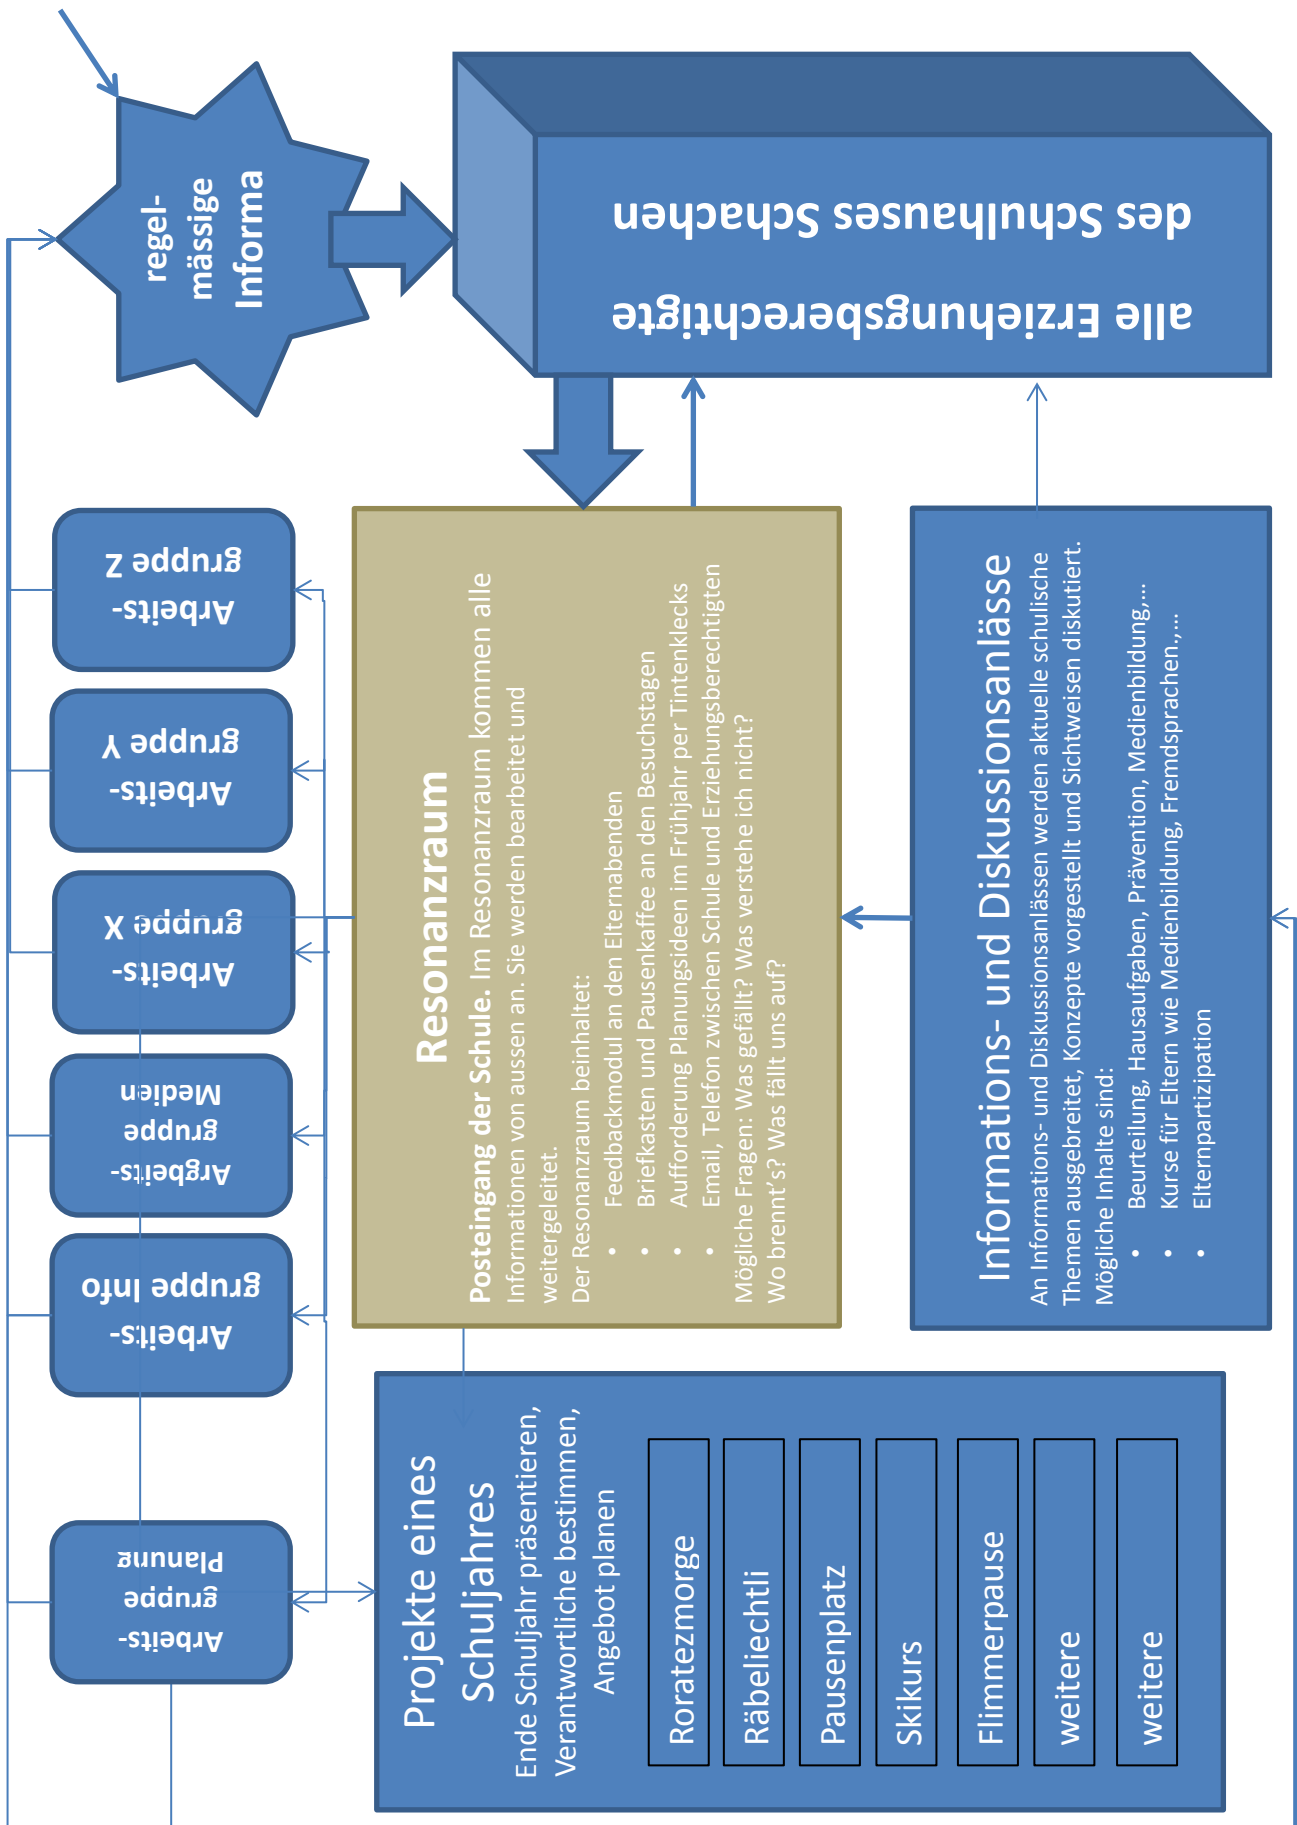 regel-
mässige
Informa
alle Erziehungsberechtigte
des Schulhauses Schachen
Arbeits-
gruppe Z
Arbeits-
gruppe Y
Arbeits-
gruppe X
Argbeits-
gruppe
Medien
Arbeits-
gruppe Info
Arbeits-
gruppe
Planung
Resonanzraum
Posteingang der Schule. Im Resonanzraum kommen alle
Informationen von aussen an. Sie werden bearbeitet und
weitergeleitet.
Der Resonanzraum beinhaltet:
• Feedbackmodul an den Elternabenden
• Briefkasten und Pausenkaffee an den Besuchstagen
• Aufforderung Planungsideen im Frühjahr per Tintenklecks
• Email, Telefon zwischen Schule und Erziehungsberechtigten
Mögliche Fragen: Was gefällt? Was verstehe ich nicht?
Wo brennt's? Was fällt uns auf?
Informations- und Diskussionsanlässe
An Informations- und Diskussionsanlässen werden aktuelle schulische
Themen ausgebreitet, Konzepte vorgestellt und Sichtweisen diskutiert.
Mögliche Inhalte sind:
• Beurteilung, Hausaufgaben, Prävention, Medienbildung,...
• Kurse für Eltern wie Medienbildung, Fremdsprachen.,...
• Elternpartizipation
Projekte eines
Schuljahres
Ende Schuljahr präsentieren,
Verantwortliche bestimmen,
Angebot planen
Roratezmorge
Räbeliechtli
Pausenplatz
Skikurs
Flimmerpause
weitere
weitere